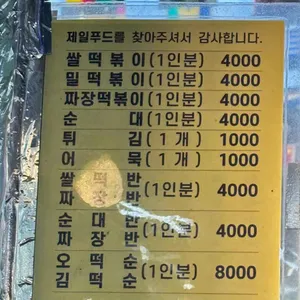 제일푸드를 찾아주셔서 감사합니다.
쌀 떡볶이(1인분) 4000
밀 떡볶이(1인분) 4000
짜장떡볶이(1인분) 4000
순 대(1인분) 4000
튀 김(1개) 1000
어 묵(1개) 1000
쌀 떡 반
짜 장 반 (1인분) 4000
순 대 반
짜 장 반 (1인분) 4000
오 떡 순
김 떡 순 (1인분) 8000